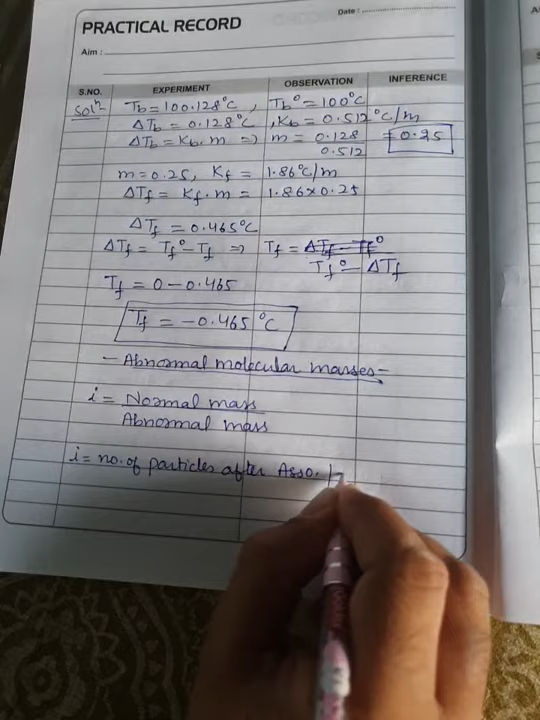 Date :
PRACTICAL RECORD
Aim :
S.NO. EXPERIMENT OBSERVATION INFERENCE
Solⁿ Tb = 100.128°C , Tb° = 100°C
ΔTb = 0.128°C , Kb = 0.512 °C/m
ΔTb = Kb . m => m = 0.128 = 0.25
0.512
m = 0.25, Kf = 1.86°C/m
ΔTf = Kf . m = 1.86 x 0.25
ΔTf = 0.465°C
ΔTf = Tf° - Tf => Tf =
Tf° - ΔTf
Tf = 0 - 0.465
Tf = -0.465 °C
- Abnormal molecular masses -
i = Normal mass
Abnormal mass
i = no. of particles after Asso. /